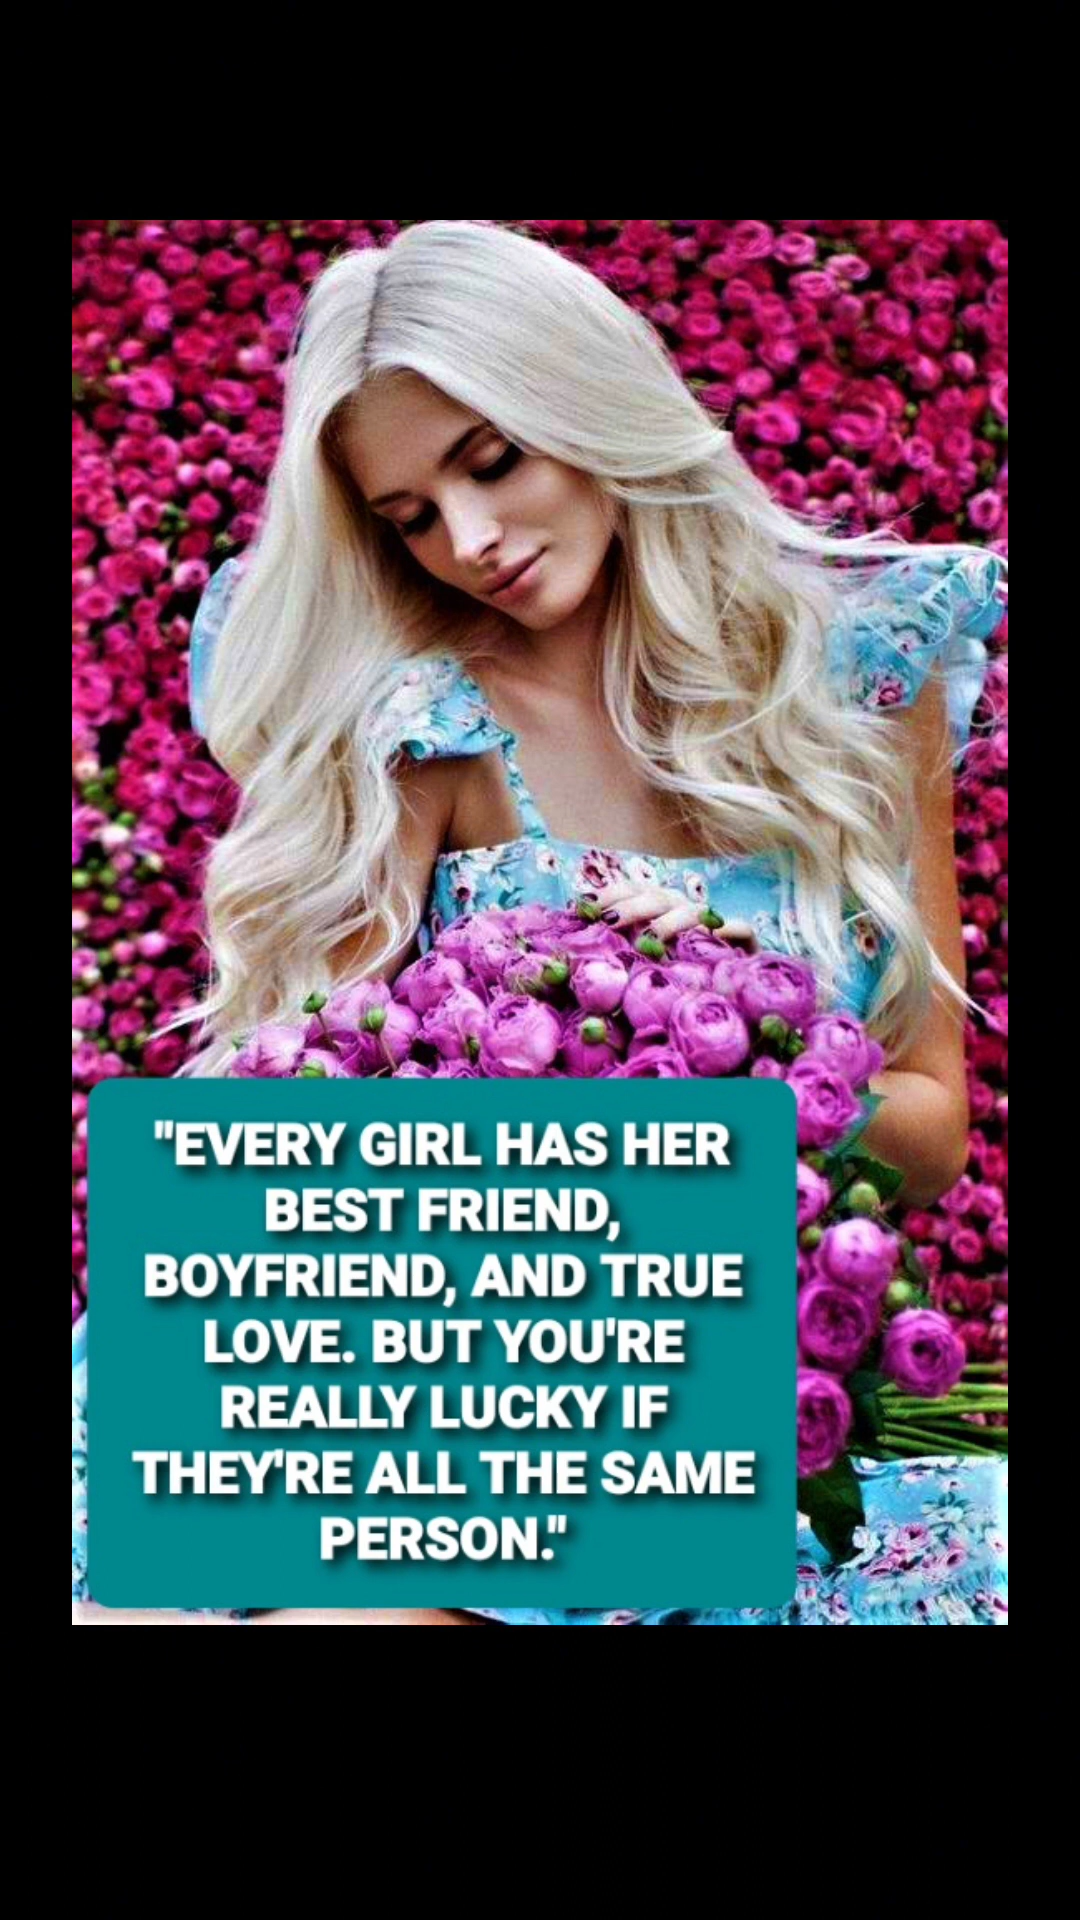 "EVERY GIRL HAS HER
BEST FRIEND,
BOYFRIEND, AND TRUE
LOVE. BUT YOU'RE
REALLY LUCKY IF
THEY'RE ALL THE SAME
PERSON."